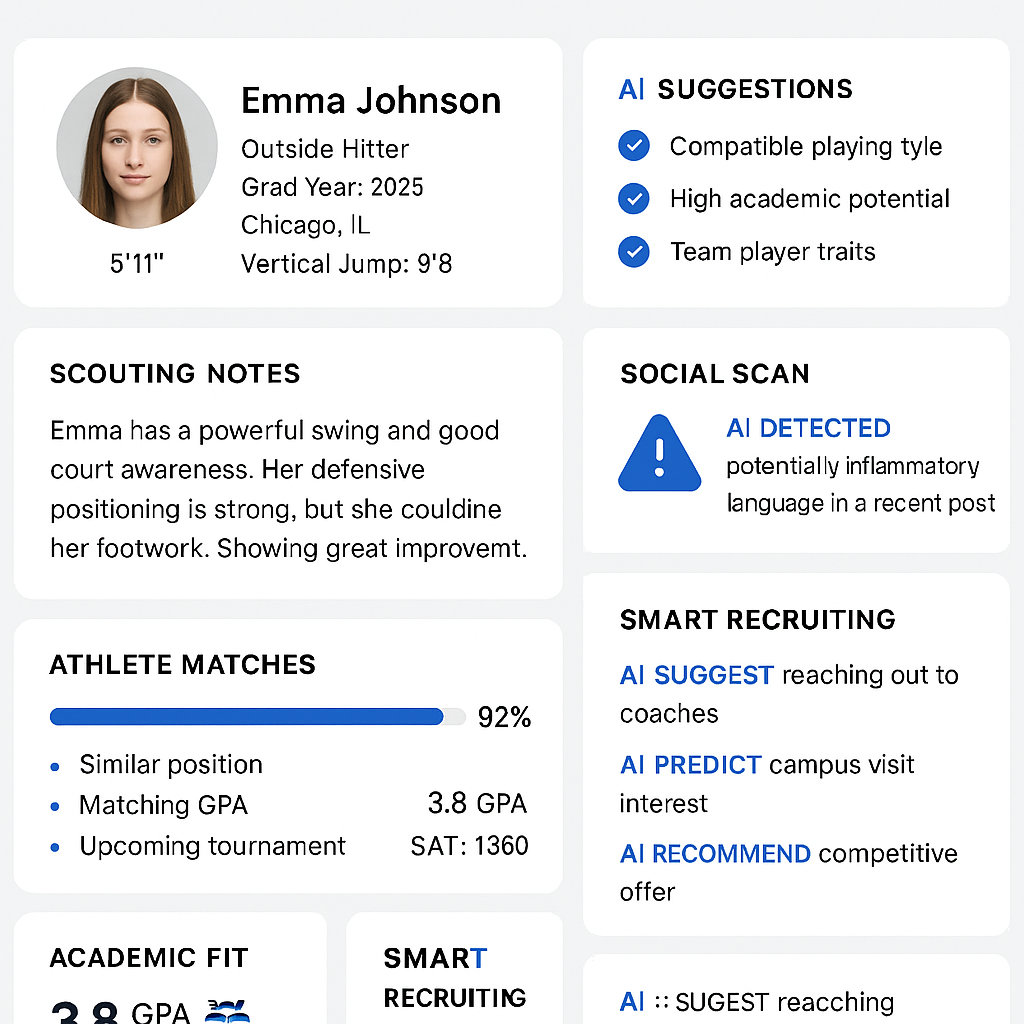 Emma Johnson
Outside Hitter
Grad Year: 2025
Chicago, IL
5'11"
Vertical Jump: 9'8
AI SUGGESTIONS
Compatible playing tyle
High academic potential
Team player traits
SCOUTING NOTES
Emma has a powerful swing and good
court awareness. Her defensive
positioning is strong, but she couldine
her footwork. Showing great improvemt.
SOCIAL SCAN
AI DETECTED
potentially inflammatory
language in a recent post
ATHLETE MATCHES
92%
• Similar position
• Matching GPA
3.8 GPA
• Upcoming tournament
SAT: 1360
SMART RECRUITING
AI SUGGEST reaching out to
coaches
AI PREDICT campus visit
interest
AI RECOMMEND competitive
offer
ACADEMIC FIT
3.8 GPA
SMART
RECRUITING
AI :: SUGEST reacching